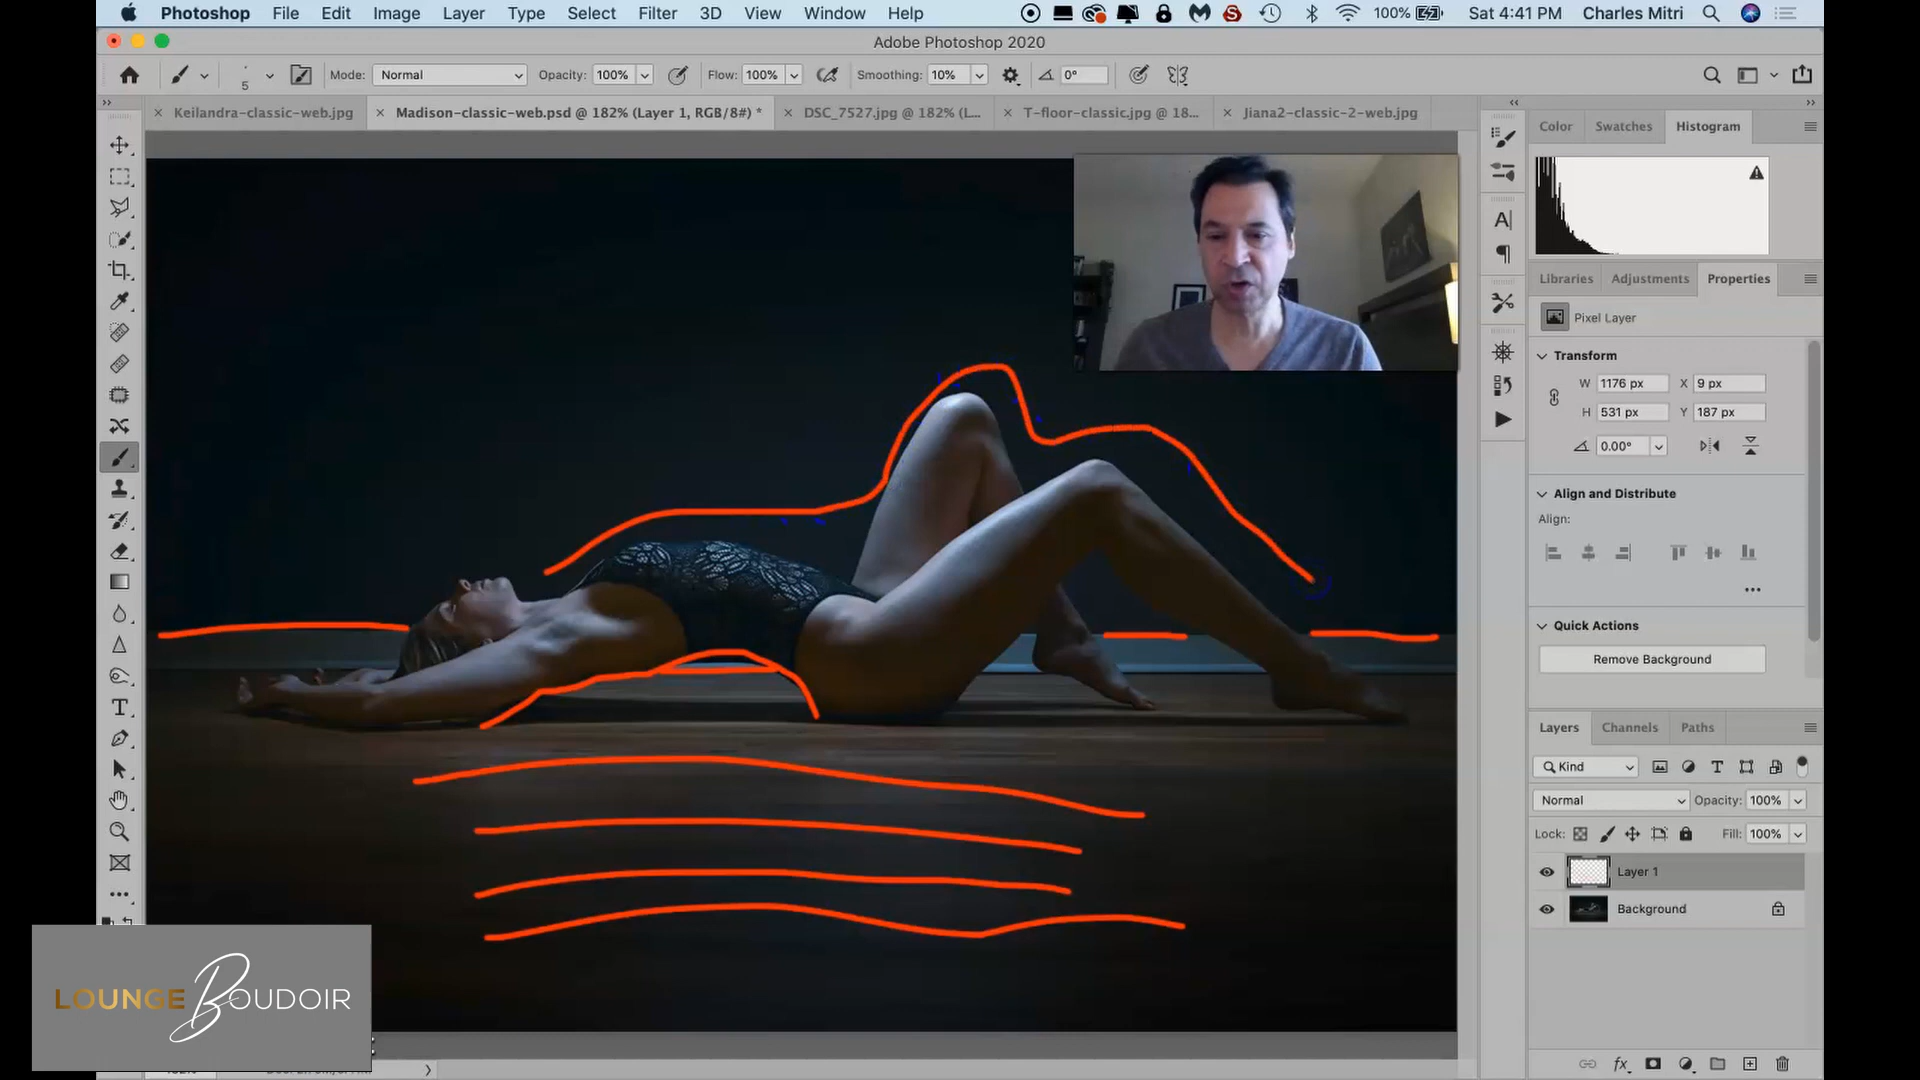 Photoshop File Edit Image Layer Type Select Filter 3D View Window Help 100% Sat 4:41 PM Charles Mitri
Adobe Photoshop 2020
5 Mode: Normal Opacity: 100% Flow: 100% Smoothing: 10% 0°
Keilandra-classic-web.jpg Madison-classic-web.psd @ 182% (Layer 1, RGB/8#) * DSC_7527.jpg @ 182% (L... T-floor-classic.jpg @ 18... Jiana2-classic-2-web.jpg
Color Swatches Histogram
Libraries Adjustments Properties
Pixel Layer
Transform
W 1176 px X 9 px
H 531 px Y 187 px
0.00°
Align and Distribute
Align:
Quick Actions
Remove Background
Layers Channels Paths
Kind
Normal Opacity: 100%
Lock: Fill: 100%
Layer 1
Background
LOUNGE BOUDOIR